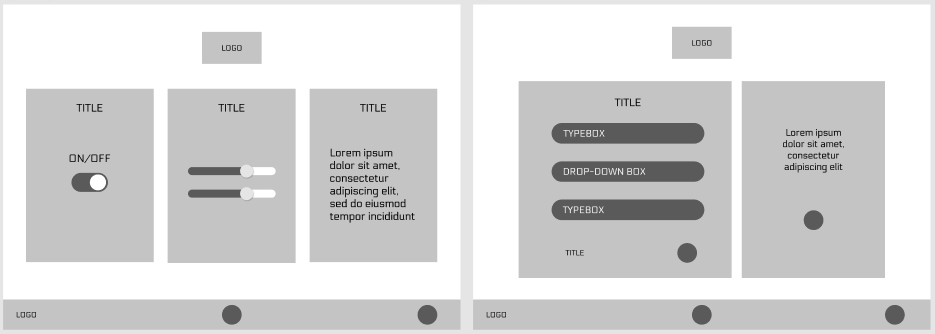 LOGO
TITLE
ON/OFF
TITLE
TITLE
Lorem ipsum
dolor sit amet,
consectetur
adipiscing elit,
sed do eiusmod
tempor incididunt
LOGO
LOGO
TITLE
TYPEBOX
DROP-DOWN BOX
TYPEBOX
TITLE
Lorem ipsum
dolor sit amet,
consectetur
adipiscing elit
LOGO